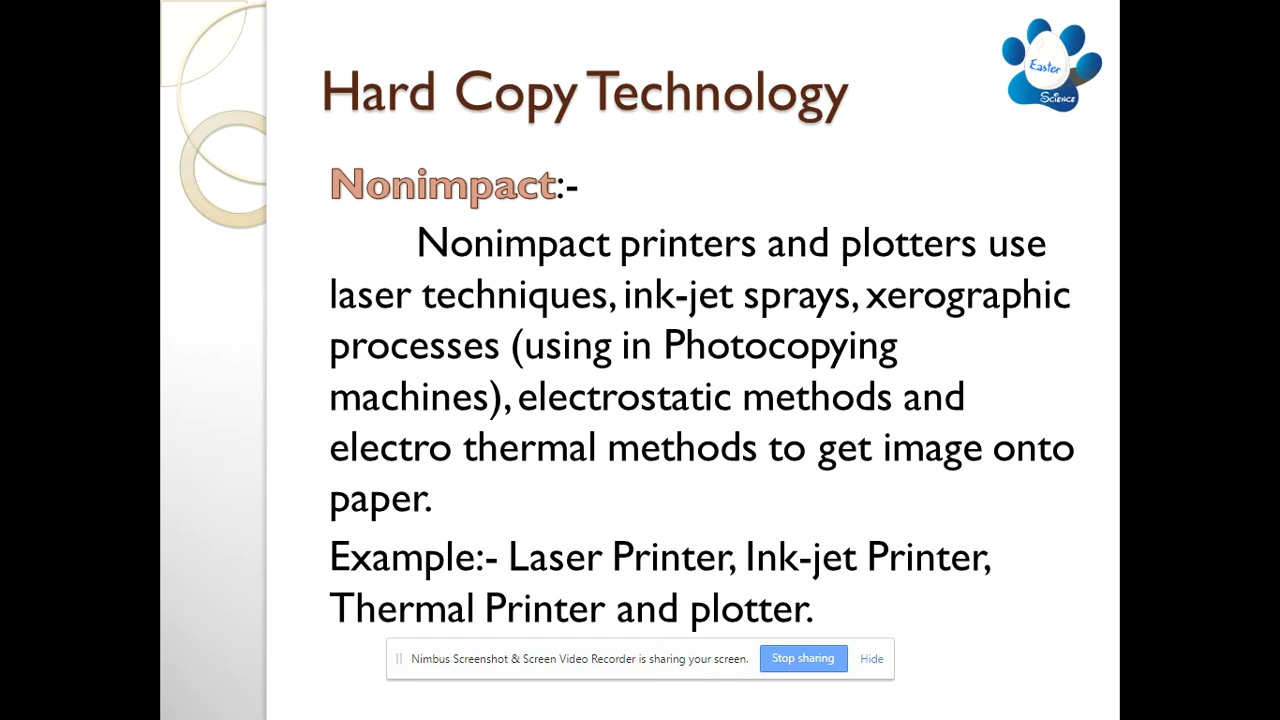 Easter
Science
Hard Copy Technology
Nonimpact:-
Nonimpact printers and plotters use
laser techniques, ink-jet sprays, xerographic
processes (using in Photocopying
machines), electrostatic methods and
electro thermal methods to get image onto
paper.
Example:- Laser Printer, Ink-jet Printer,
Thermal Printer and plotter.
Nimbus Screenshot & Screen Video Recorder is sharing your screen. Stop sharing Hide